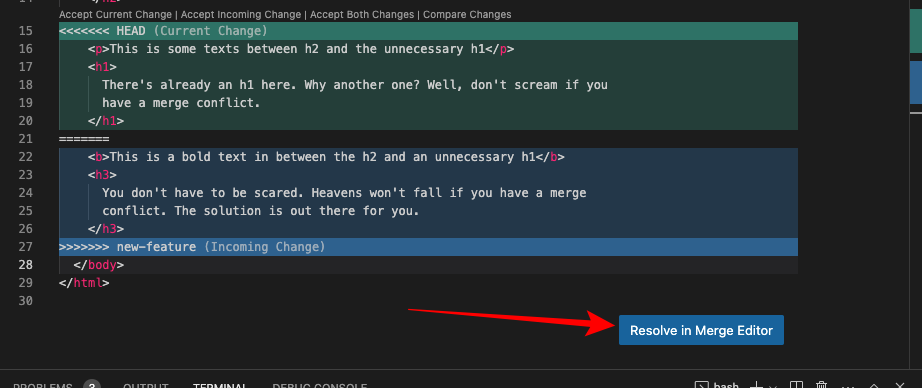 14 </h2>
Accept Current Change | Accept Incoming Change | Accept Both Changes | Compare Changes
15 <<<<<<< HEAD (Current Change)
16 <p>This is some texts between h2 and the unnecessary h1</p>
17 <h1>
18 There's already an h1 here. Why another one? Well, don't scream if you
19 have a merge conflict.
20 </h1>
21 =======
22 <b>This is a bold text in between the h2 and an unnecessary h1</b>
23 <h3>
24 You don't have to be scared. Heavens won't fall if you have a merge
25 conflict. The solution is out there for you.
26 </h3>
27 >>>>>>> new-feature (Incoming Change)
28 </body>
29 </html>
30
Resolve in Merge Editor
PROBLEMS 3 OUTPUT TERMINAL DEBUG CONSOLE bash